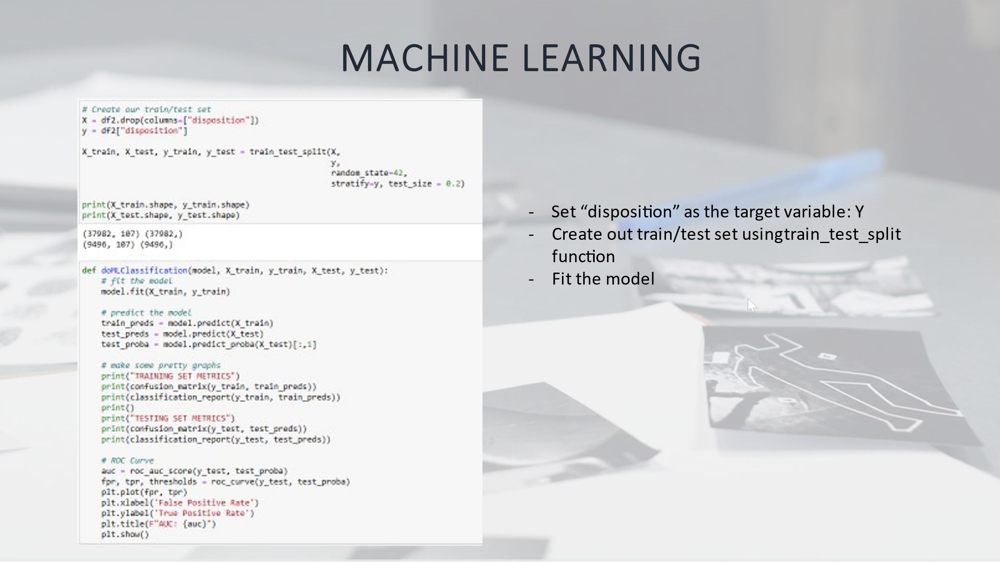 MACHINE LEARNING
# Create our train/test set
X = df2.drop(columns=["disposition"])
y = df2["disposition"]
X_train, X_test, y_train, y_test = train_test_split(X,
y,
random_state=42,
stratify=y, test_size = 0.2)
print(X_train.shape, y_train.shape)
print(X_test.shape, y_test.shape)
(37982, 107) (37982,)
(9496, 107) (9496,)
def doMLClassification(model, X_train, y_train, X_test, y_test):
# fit the model
model.fit(X_train, y_train)
# predict the model
train_preds = model.predict(X_train)
test_preds = model.predict(X_test)
test_proba = model.predict_proba(X_test)[:,1]
# make some pretty graphs
print("TRAINING SET METRICS")
print(confusion_matrix(y_train, train_preds))
print(classification_report(y_train, train_preds))
print()
print("TESTING SET METRICS")
print(confusion_matrix(y_test, test_preds))
print(classification_report(y_test, test_preds))
# ROC Curve
auc = roc_auc_score(y_test, test_proba)
fpr, tpr, thresholds = roc_curve(y_test, test_proba)
plt.plot(fpr, tpr)
plt.xlabel('False Positive Rate')
plt.ylabel('True Positive Rate')
plt.title(F"AUC: {auc}")
plt.show()
- Set “disposition” as the target variable: Y
- Create out train/test set usingtrain_test_split
function
- Fit the model